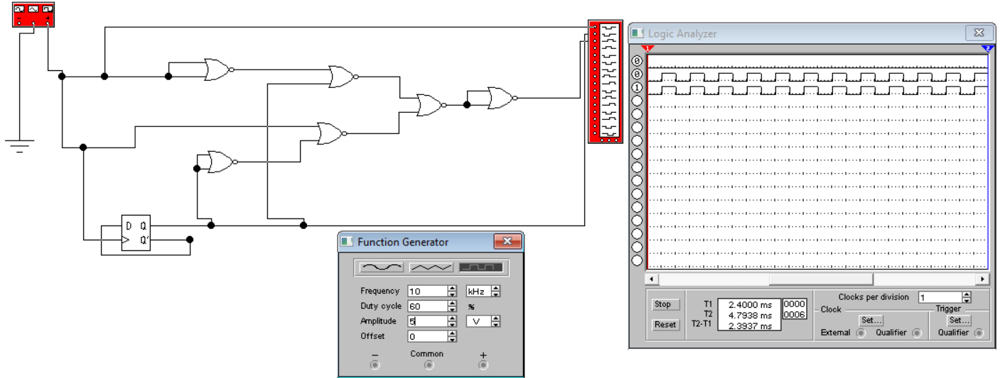 Logic Analyzer
1
2
0
0
1
D Q
Q'
Function Generator
Frequency 10 kHz
Duty cycle 60 %
Amplitude 5 V
Offset 0
− Common +
Clocks per division 1
Stop
Reset
T1 2.4000 ms 0000
T2 4.7938 ms 0006
T2-T1 2.3937 ms
Clock
Set...
External Qualifier
Trigger
Set...
Qualifier